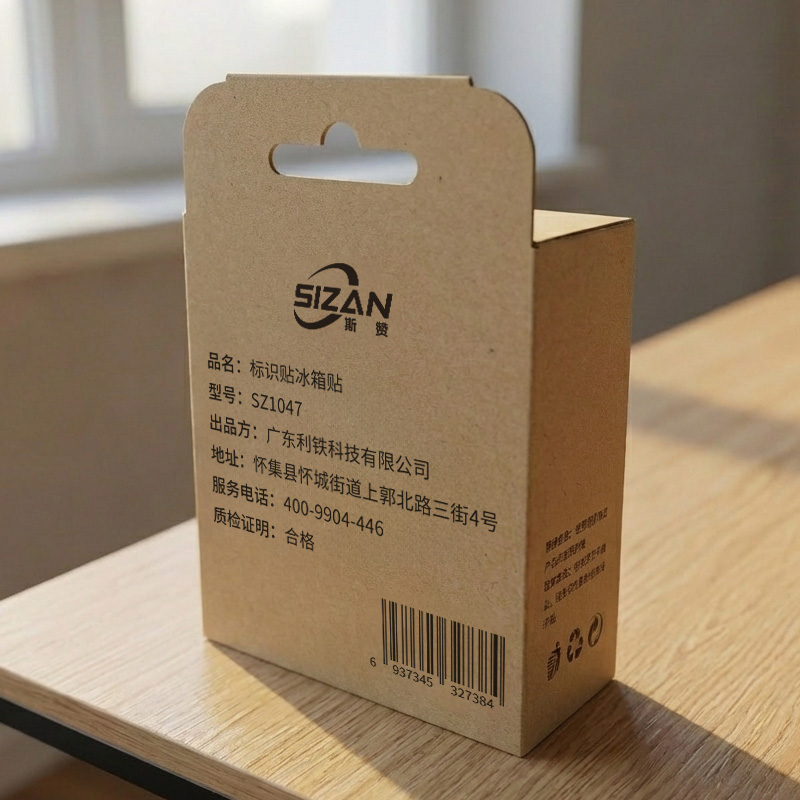 SIZAN
斯 赞
品名：标识贴冰箱贴
型号：SZ1047
出品方：广东利铁科技有限公司
地址：怀集县怀城街道上郭北路三街4号
服务电话：400-9904-446
质检证明：合格
6 937345 327384